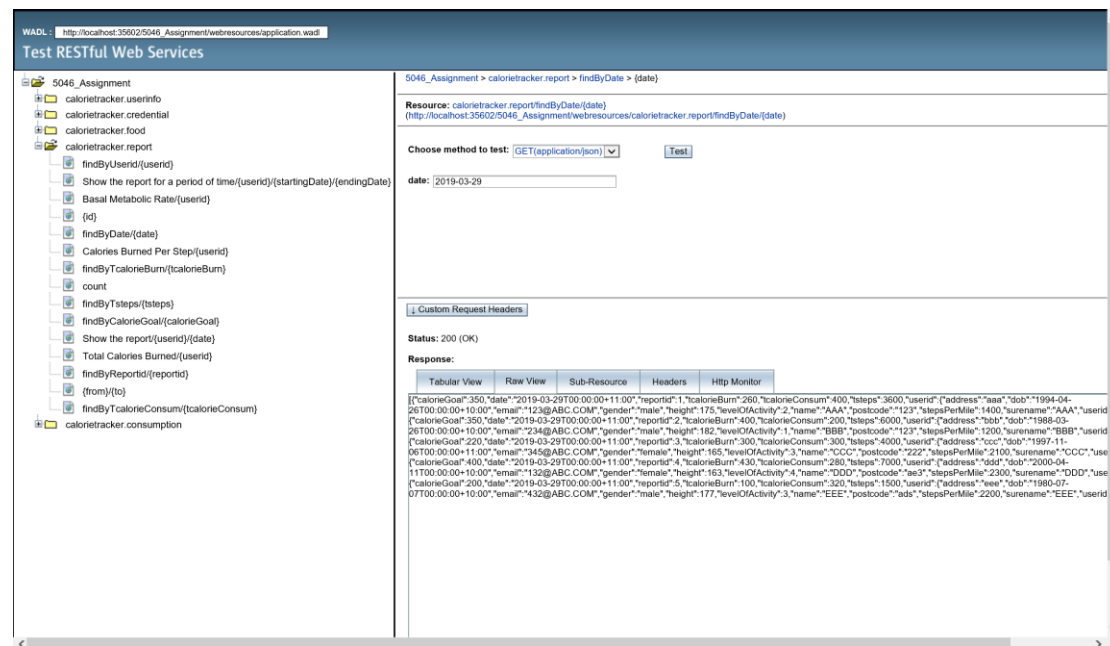 WADL : http://localhost:35602/5046_Assignment/webresources/application.wadl
Test RESTful Web Services
5046_Assignment
calorietracker.userinfo
calorietracker.credential
calorietracker.food
calorietracker.report
findByUserid/{userid}
Show the report for a period of time/{userid}/{startingDate}/{endingDate}
Basal Metabolic Rate/{userid}
{id}
findByDate/{date}
Calories Burned Per Step/{userid}
findByTcalorieBurn/{tcalorieBurn}
count
findByTsteps/{tsteps}
findByCalorieGoal/{calorieGoal}
Show the report/{userid}/{date}
Total Calories Burned/{userid}
findByReportid/{reportid}
{from}/{to}
findByTcalorieConsum/{tcalorieConsum}
calorietracker.consumption
5046_Assignment > calorietracker.report > findByDate > {date}
Resource: calorietracker.report/findByDate/{date}
(http://localhost:35602/5046_Assignment/webresources/calorietracker.report/findByDate/{date})
Choose method to test: GET(application/json) Test
date: 2019-03-29
↓ Custom Request Headers
Status: 200 (OK)
Response:
Tabular View Raw View Sub-Resource Headers Http Monitor
[{"calorieGoal":350,"date":"2019-03-29T00:00:00+11:00","reportid":1,"tcalorieBurn":260,"tcalorieConsum":400,"tsteps":3600,"userid":{"address":"aaa","dob":"1994-04-
26T00:00:00+10:00","email":"123@ABC.COM","gender":"male","height":175,"levelOfActivity":2,"name":"AAA","postcode":"123","stepsPerMile":1400,"surename":"AAA","userid
{"calorieGoal":350,"date":"2019-03-29T00:00:00+11:00","reportid":2,"tcalorieBurn":400,"tcalorieConsum":200,"tsteps":6000,"userid":{"address":"bbb","dob":"1988-03-
26T00:00:00+10:00","email":"234@ABC.COM","gender":"male","height":182,"levelOfActivity":1,"name":"BBB","postcode":"123","stepsPerMile":1200,"surename":"BBB","userid
{"calorieGoal":220,"date":"2019-03-29T00:00:00+11:00","reportid":3,"tcalorieBurn":300,"tcalorieConsum":300,"tsteps":4000,"userid":{"address":"ccc","dob":"1997-11-
06T00:00:00+11:00","email":"345@ABC.COM","gender":"female","height":165,"levelOfActivity":3,"name":"CCC","postcode":"222","stepsPerMile":2100,"surename":"CCC","use
{"calorieGoal":400,"date":"2019-03-29T00:00:00+11:00","reportid":4,"tcalorieBurn":430,"tcalorieConsum":280,"tsteps":7000,"userid":{"address":"ddd","dob":"2000-04-
11T00:00:00+10:00","email":"132@ABC.COM","gender":"female","height":163,"levelOfActivity":4,"name":"DDD","postcode":"ae3","stepsPerMile":2300,"surename":"DDD","use
{"calorieGoal":200,"date":"2019-03-29T00:00:00+11:00","reportid":5,"tcalorieBurn":100,"tcalorieConsum":320,"tsteps":1500,"userid":{"address":"eee","dob":"1980-07-
07T00:00:00+10:00","email":"432@ABC.COM","gender":"male","height":177,"levelOfActivity":3,"name":"EEE","postcode":"ads","stepsPerMile":2200,"surename":"EEE","userid